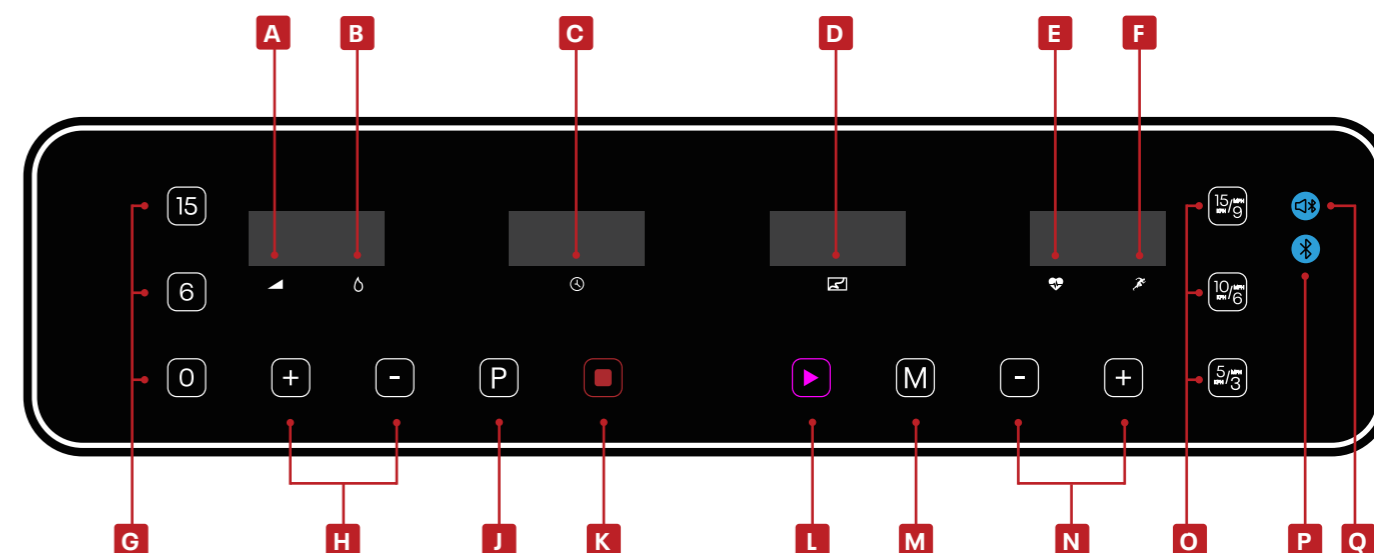 A B C D E F
15 15 KPH / MPH 9
6 10 KPH / MPH 6
0 + - P M - + 5 KPH / MPH 3
G H J K L M N O P Q